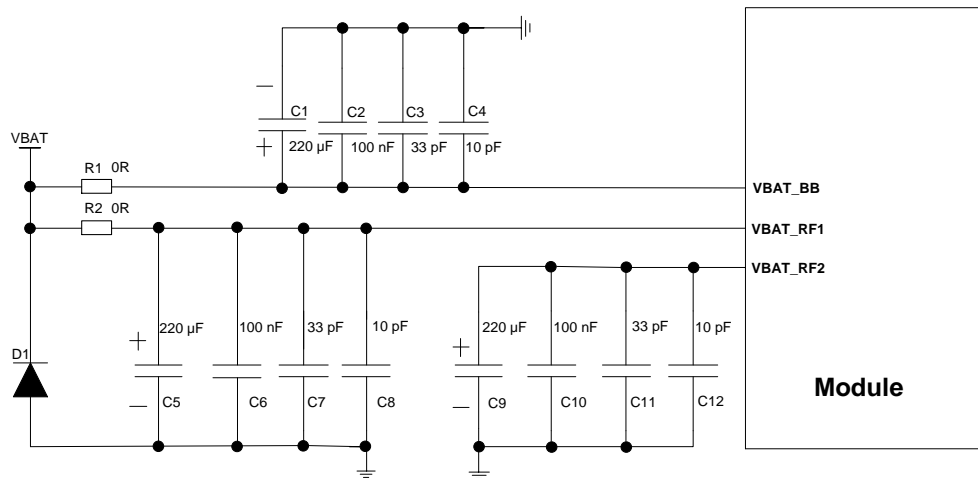 C1 C2 C3 C4
220 µF 100 nF 33 pF 10 pF
VBAT
R1 0R
VBAT_BB
R2 0R
VBAT_RF1
VBAT_RF2
220 µF 100 nF 33 pF 10 pF 220 µF 100 nF 33 pF 10 pF
D1
C5 C6 C7 C8 C9 C10 C11 C12
Module